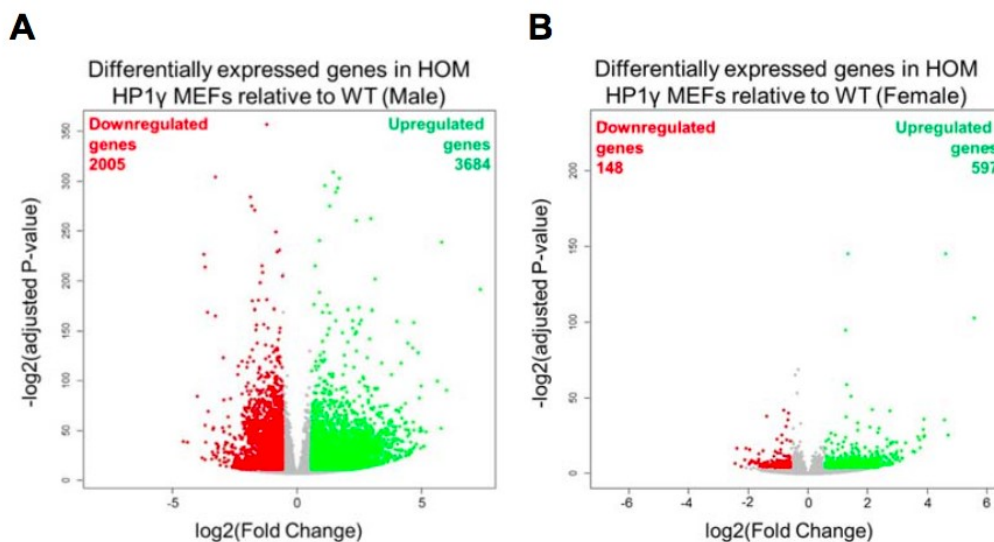 A
Differentially expressed genes in HOM
HP1γ MEFs relative to WT (Male)
Downregulated
genes
2005
Upregulated
genes
3684
-log2(adjusted P-value)
350
300
250
200
150
100
50
0
-5
0
5
log2(Fold Change)
B
Differentially expressed genes in HOM
HP1γ MEFs relative to WT (Female)
Downregulated
genes
148
Upregulated
genes
597
-log2(adjusted P-value)
200
150
100
50
0
-6
-4
-2
0
2
4
6
log2(Fold Change)